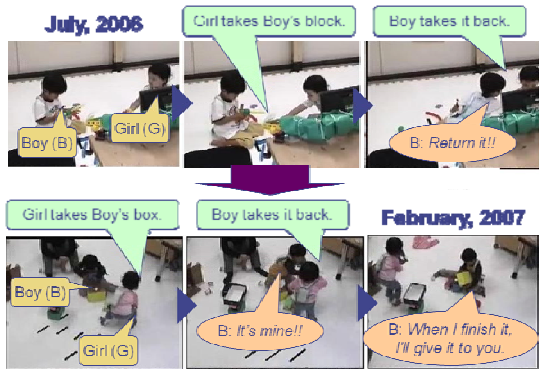 July, 2006
Girl takes Boy's block.
Boy takes it back.
Boy (B)
Girl (G)
B: Return it!!
Girl takes Boy's box.
Boy takes it back.
February, 2007
Boy (B)
Girl (G)
B: It's mine!!
B: When I finish it,
I'll give it to you.